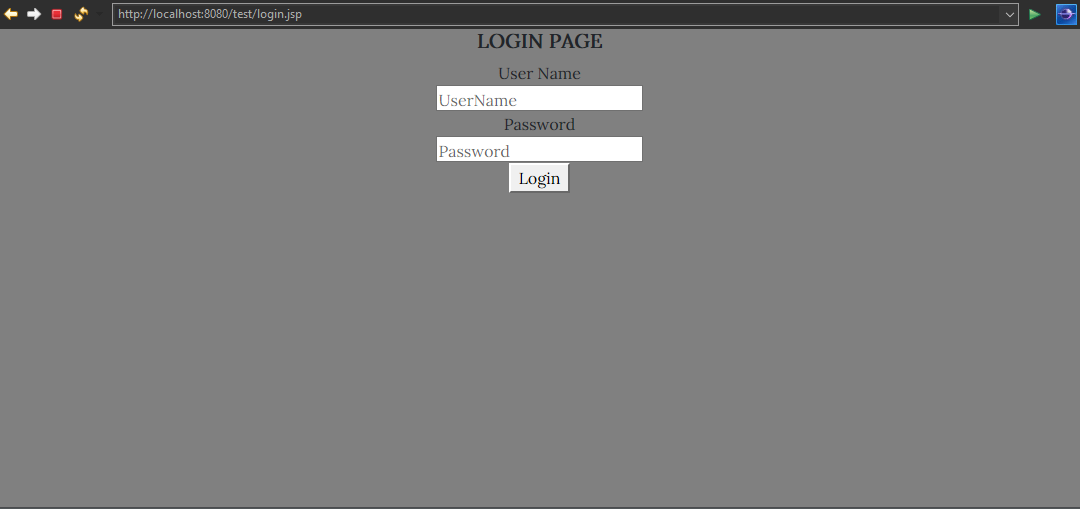 http://localhost:8080/test/login.jsp
LOGIN PAGE
User Name
UserName
Password
Password
Login